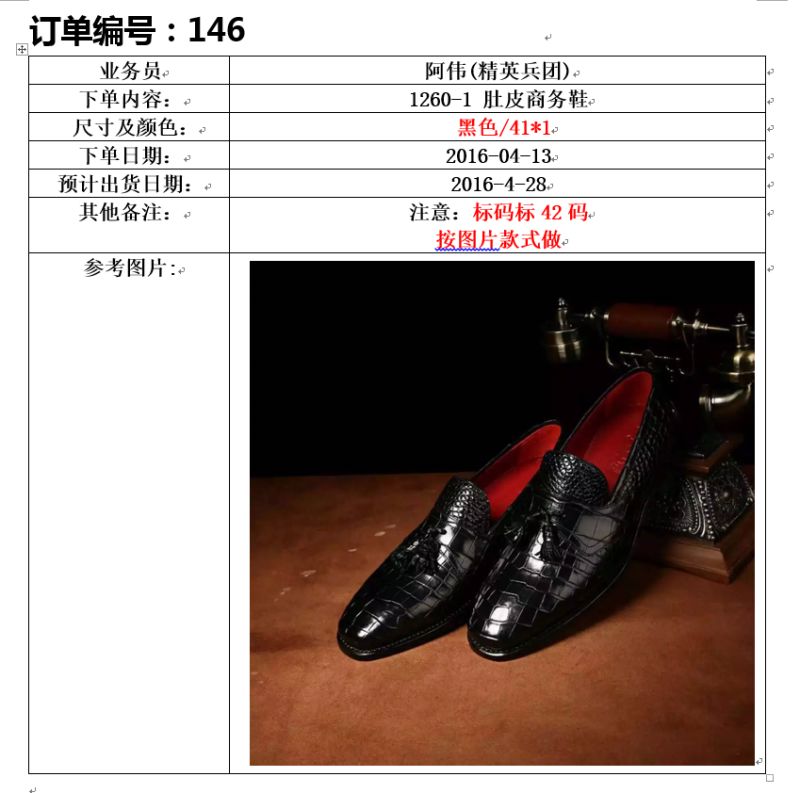 订单编号：146
业务员 阿伟(精英兵团)
下单内容： 1260-1 肚皮商务鞋
尺寸及颜色： 黑色/41*1
下单日期： 2016-04-13
预计出货日期： 2016-4-28
其他备注： 注意：标码标 42 码
按图片款式做
参考图片: